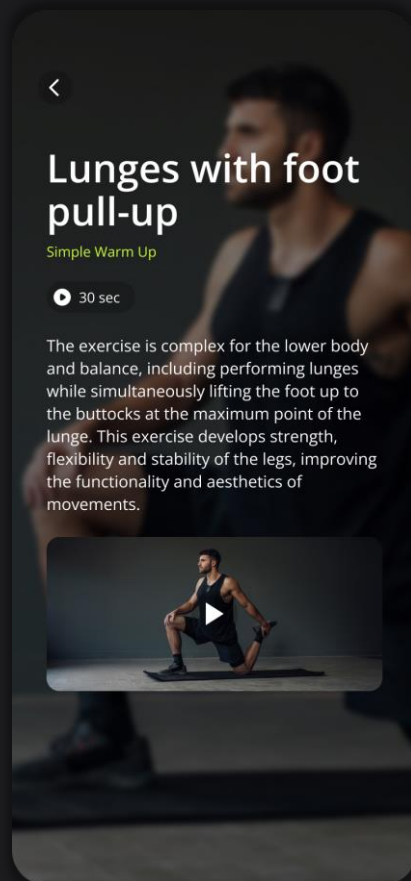 Lunges with foot
pull-up
Simple Warm Up
30 sec
The exercise is complex for the lower body
and balance, including performing lunges
while simultaneously lifting the foot up to
the buttocks at the maximum point of the
lunge. This exercise develops strength,
flexibility and stability of the legs, improving
the functionality and aesthetics of
movements.